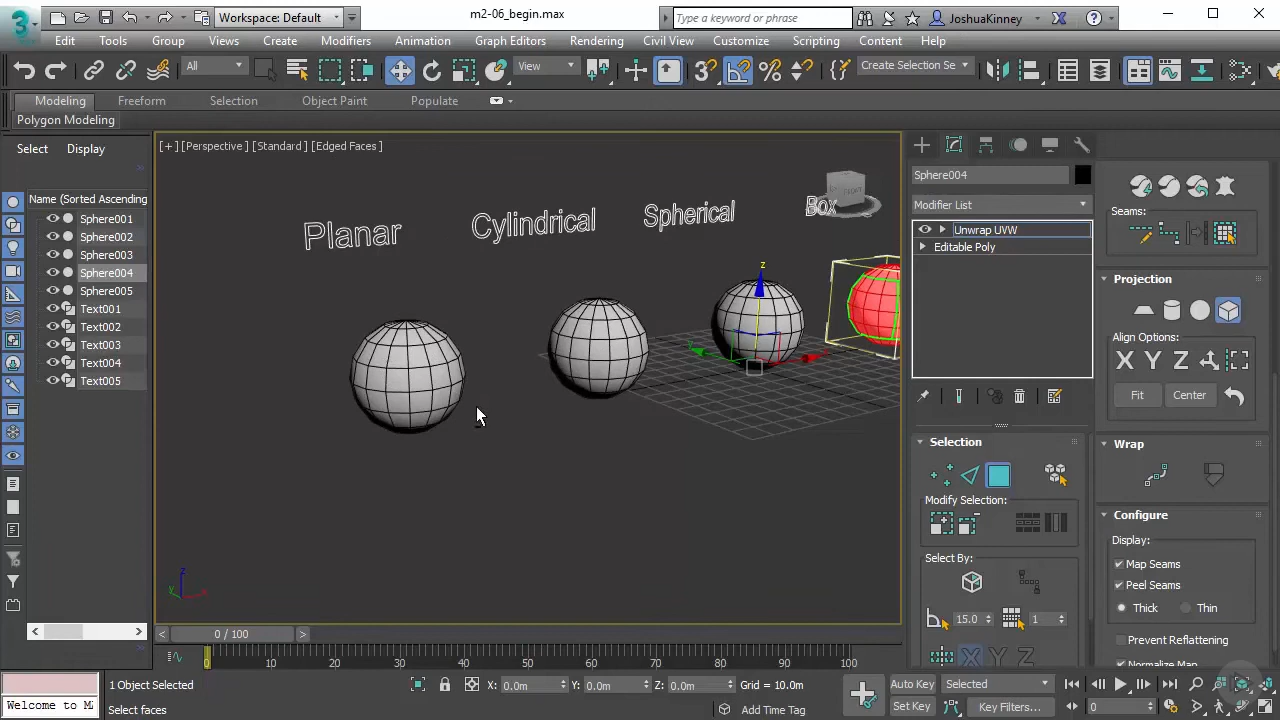 3
Workspace: Default
m2-06_begin.max
Type a keyword or phrase
JoshuaKinney
Edit Tools Group Views Create Modifiers Animation Graph Editors Rendering Civil View Customize Scripting Content Help
All
View
3
Create Selection Se
Modeling Freeform Selection Object Paint Populate
Polygon Modeling
Select Display
Name (Sorted Ascending
Sphere001
Sphere002
Sphere003
Sphere004
Sphere005
Text001
Text002
Text003
Text004
Text005
[+] [Perspective] [Standard] [Edged Faces]
Planar
Cylindrical
Spherical
Box
z
y
z
y
Sphere004
Modifier List
Unwrap UVW
Editable Poly
Selection
Modify Selection:
Select By:
15.0
1
X Y Z
Seams:
Projection
Align Options:
X Y Z
Fit Center
Wrap
Configure
Display:
Map Seams
Peel Seams
Thick Thin
Prevent Reflattening
Normalize Map
0 / 100
0 10 20 30 40 50 60 70 80 90 100
Welcome to Ma
1 Object Selected
Select faces
X: 0.0m Y: 0.0m Z: 0.0m Grid = 10.0m
Add Time Tag
Auto Key Selected
Set Key Key Filters...
0